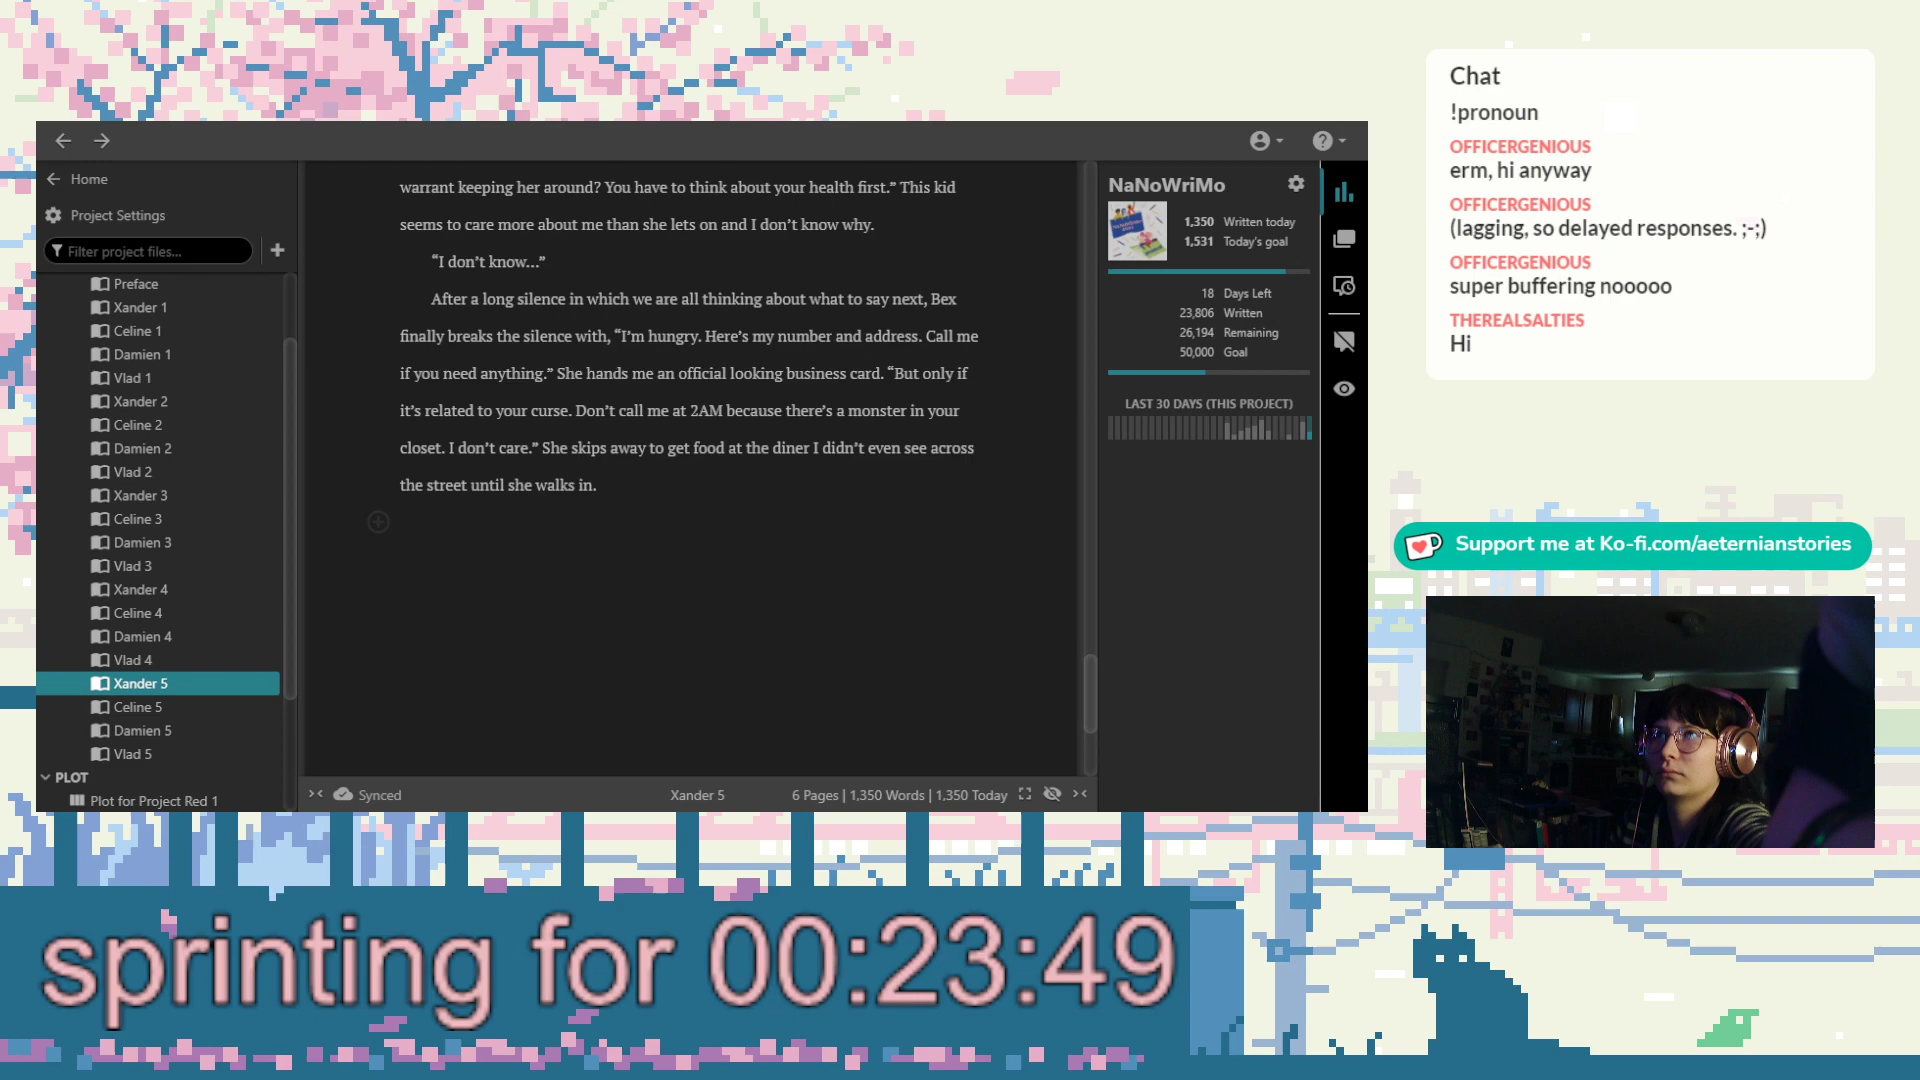 Home
Project Settings
Filter project files...
Preface
Xander 1
Celine 1
Damien 1
Vlad 1
Xander 2
Celine 2
Damien 2
Vlad 2
Xander 3
Celine 3
Damien 3
Vlad 3
Xander 4
Celine 4
Damien 4
Vlad 4
Xander 5
Celine 5
Damien 5
Vlad 5
PLOT
Plot for Project Red 1
warrant keeping her around? You have to think about your health first.” This kid
seems to care more about me than she lets on and I don’t know why.
“I don’t know...”
After a long silence in which we are all thinking about what to say next, Bex
finally breaks the silence with, “I’m hungry. Here’s my number and address. Call me
if you need anything.” She hands me an official looking business card. “But only if
it’s related to your curse. Don’t call me at 2AM because there’s a monster in your
closet. I don’t care.” She skips away to get food at the diner I didn’t even see across
the street until she walks in.
Synced
Xander 5
6 Pages | 1,350 Words | 1,350 Today
NaNoWriMo
1,350 Written today
1,531 Today's goal
18 Days Left
23,806 Written
26,194 Remaining
50,000 Goal
LAST 30 DAYS (THIS PROJECT)
Chat
!pronoun
OFFICERGENIOUS
erm, hi anyway
OFFICERGENIOUS
(lagging, so delayed responses. ;-;)
OFFICERGENIOUS
super buffering nooooo
THEREALSALTIES
Hi
Support me at Ko-fi.com/aeternianstories
sprinting for 00:23:49